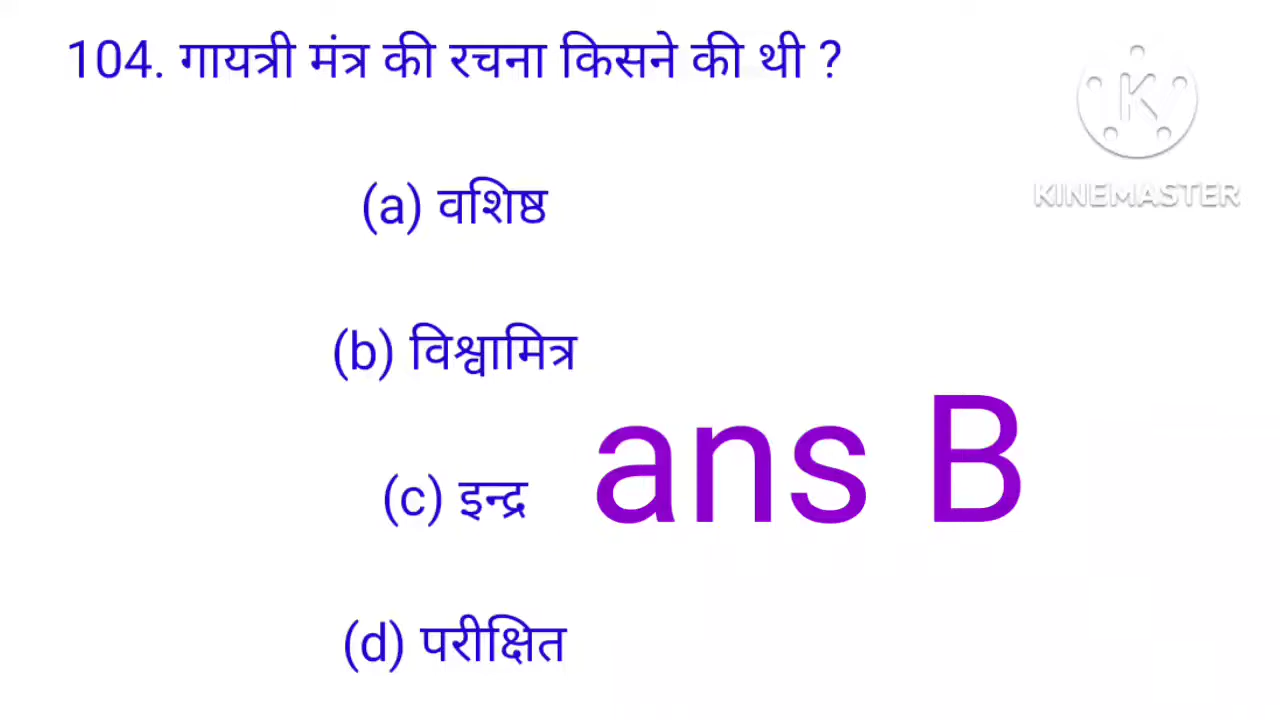 104. गायत्री मंत्र की रचना किसने की थी ?
K
KINEMASTER
(a) वशिष्ठ
(b) विश्वामित्र
ans B
(c) इन्द्र
(d) परीक्षित